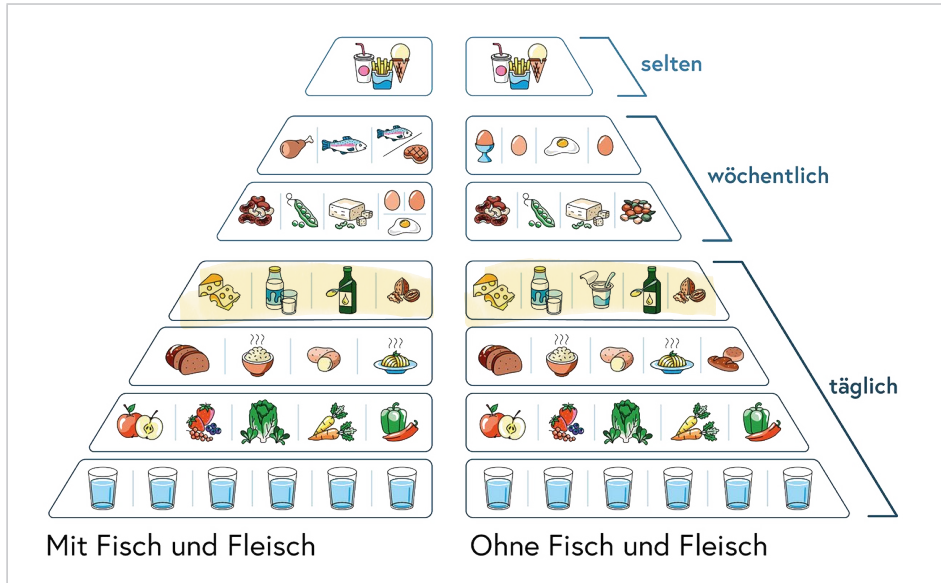 selten
wöchentlich
täglich
Mit Fisch und Fleisch
Ohne Fisch und Fleisch